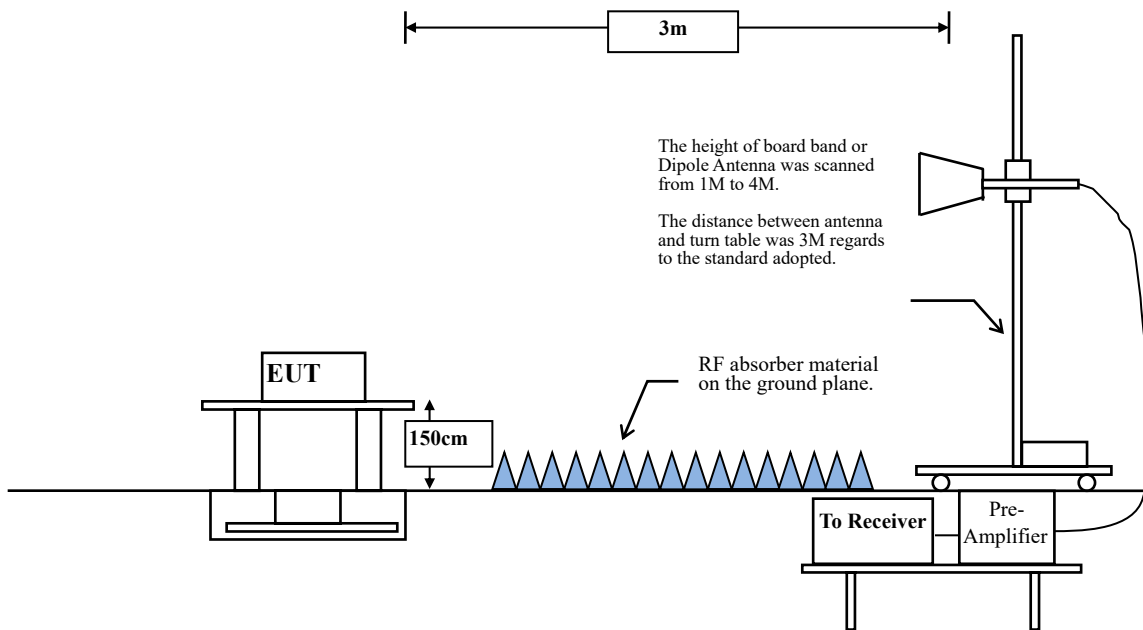 3m
The height of board band or
Dipole Antenna was scanned
from 1M to 4M.
The distance between antenna
and turn table was 3M regards
to the standard adopted.
RF absorber material
on the ground plane.
EUT
150cm
To Receiver
Pre-
Amplifier